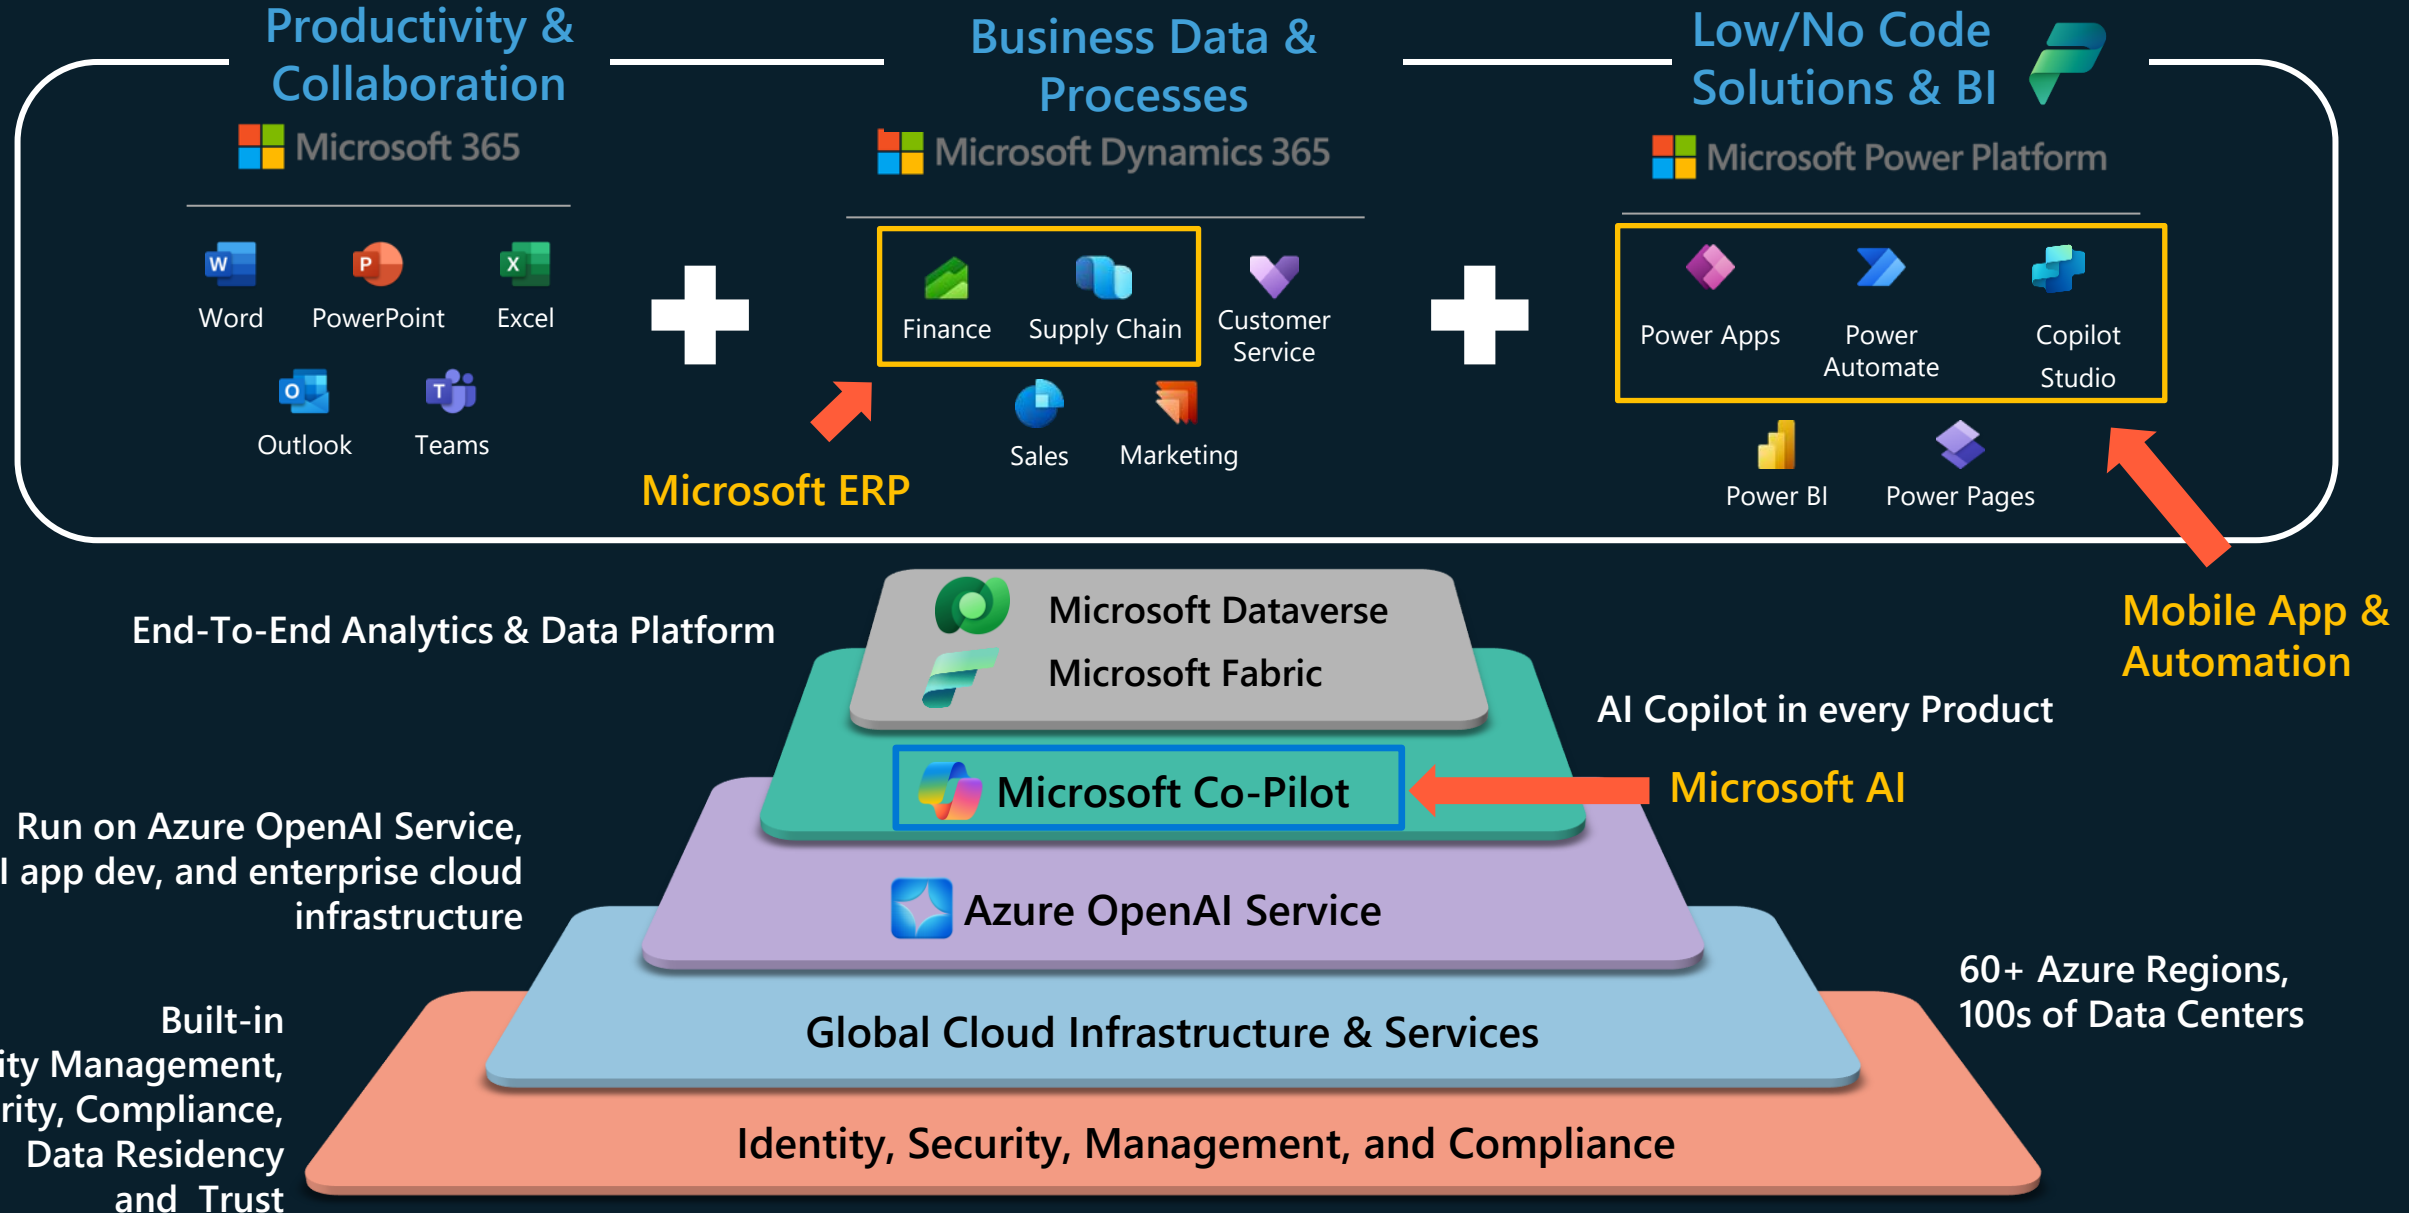 Productivity &
Collaboration
Microsoft 365
W
Word
P
PowerPoint
X
Excel
O
Outlook
T
Teams
Business Data &
Processes
Microsoft Dynamics 365
Finance
Supply Chain
Customer
Service
Sales
Marketing
Microsoft ERP
Low/No Code
Solutions & BI
Microsoft Power Platform
Power Apps
Power
Automate
Copilot
Studio
Power BI
Power Pages
Mobile App &
Automation
End-To-End Analytics & Data Platform
Microsoft Dataverse
Microsoft Fabric
AI Copilot in every Product
Microsoft Co-Pilot
Microsoft AI
Run on Azure OpenAI Service,
app dev, and enterprise cloud
infrastructure
Azure OpenAI Service
60+ Azure Regions,
100s of Data Centers
Global Cloud Infrastructure & Services
Built-in
ity Management,
rity, Compliance,
Data Residency
and Trust
Identity, Security, Management, and Compliance